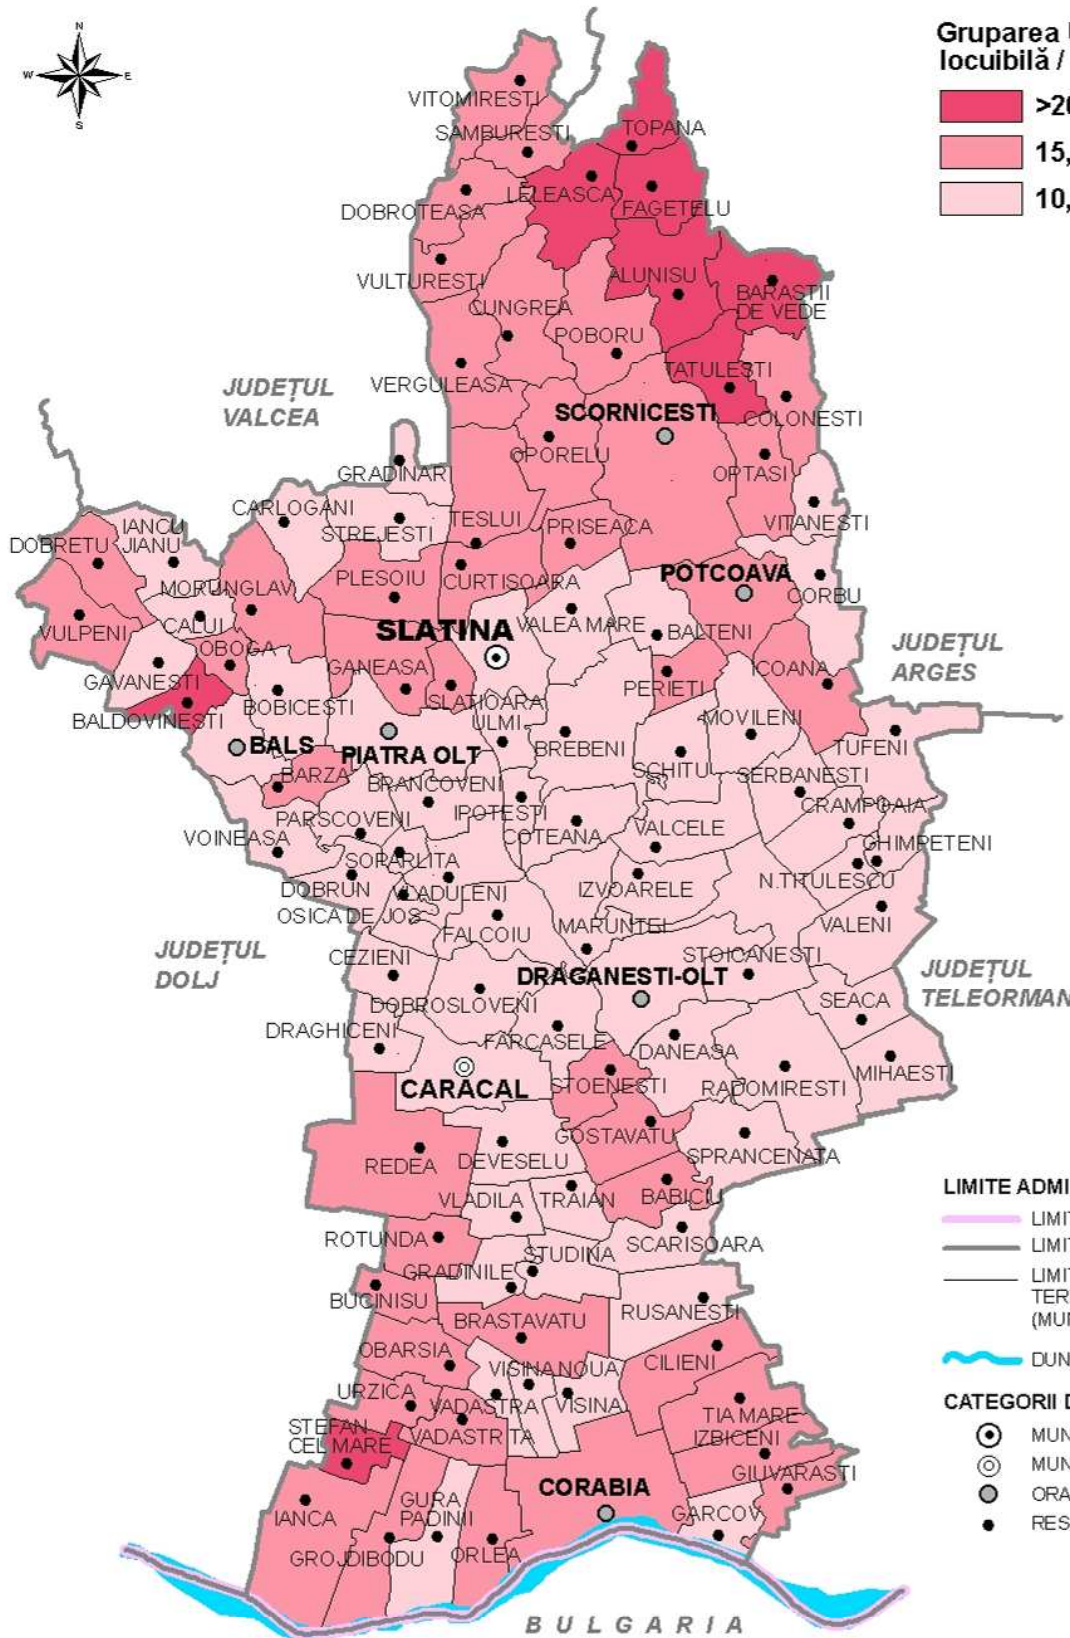 N
W
E
S
Gruparea
locuibilă /
>20
15,
10,
VITOMIRESTI
SAMBURESTI
TOPANA
LELEASCA
FAGETELU
DOBROTEASA
VULTURESTI
ALUNISU
BARASTII
DE VEDE
CUNGREA
POBORU
VERGULEASA
TATULESTI
JUDEȚUL
VALCEA
SCORNICESTI
COLONESTI
OPORELU
OPTASI
GRADINARI
CARLOGANI
STREJESTI
TESLUI
PRISEACA
VITANESTI
IANCU
JIANU
DOBRETU
MORUNGLAV
PLESOIU
CURTISOARA
POTCOAVA
CORBU
VULPENI
CALUI
OBOGA
SLATINA
VALEA MARE
BALTENI
JUDEȚUL
ARGES
GAVANESTI
GANEASA
SLATIOARA
PERIETI
ICOANA
BALDOVINESTI
BOBICESTI
ULMI
MOVILENI
BALS
PIATRA OLT
BREBENI
SCHITU
TUFENI
BARZA
BRANCOVENI
SERBANESTI
IPOTESTI
CRAMPOAIA
PARSCOVENI
COTEANA
VALCELE
VOINEASA
SOPARLITA
GHIMPETENI
DOBRUN
VLADULENI
IZVOARELE
N.TITULESCU
OSICA DE JOS
FALCOIU
MARUNTEI
VALENI
JUDEȚUL
DOLJ
CEZIENI
STOICANESTI
DRAGANESTI-OLT
JUDEȚUL
TELEORMAN
DOBROSLOVENI
SEACA
DRAGHICENI
FARCASELE
DANEASA
MIHAESTI
CARACAL
STOENESTI
RADOMIRESTI
GOSTAVATU
REDEA
DEVESELU
SPRANCENATA
VLADILA
TRAIAN
BABICIU
ROTUNDA
STUDINA
SCARISOARA
GRADINILE
BUCINISU
RUSANESTI
BRASTAVATU
OBARSIA
VISINA NOUA
CILIENI
URZICA
VADASTRA
VISINA
STEFAN
CEL MARE
VADASTRITA
TIA MARE
IZBICENI
GIUVARASTI
CORABIA
IANCA
GURA
PADINII
GARCOV
GROJDIBODU
ORLEA
BULGARIA
LIMITE ADMI
LIMIT
LIMIT
LIMIT
TER
(MUI
DUN
CATEGORII D
MUN
MUN
ORA
RES